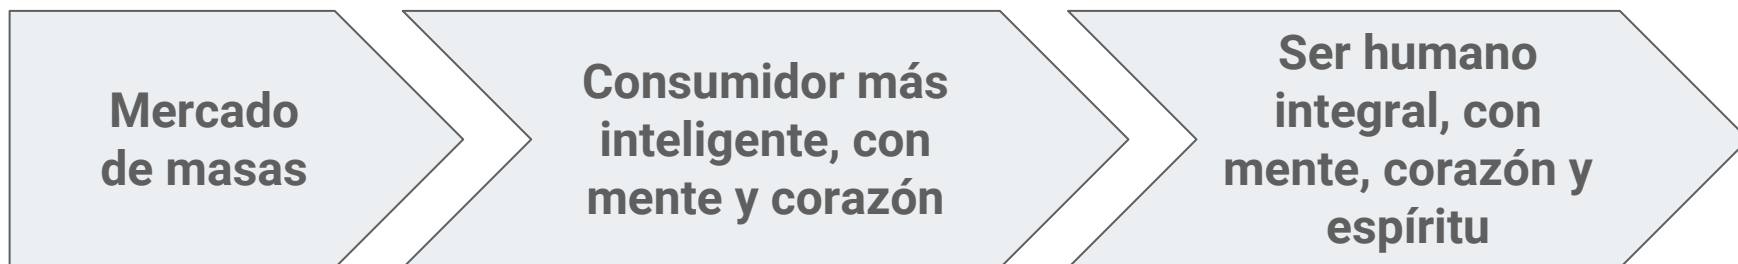 Mercado
de masas
Consumidor más
inteligente, con
mente y corazón
Ser humano
integral, con
mente, corazón y
espíritu